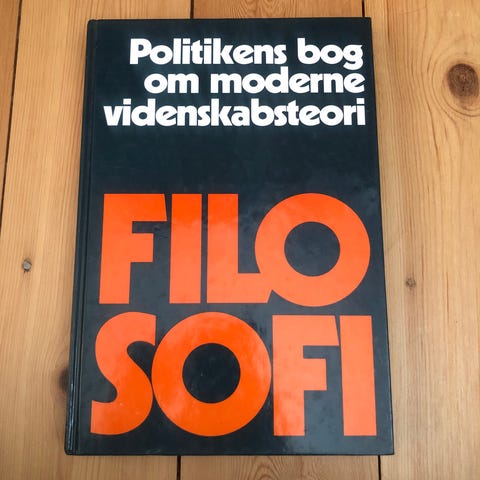 Politikens bog
om moderne
videnskabsteori
FILO
SOFI